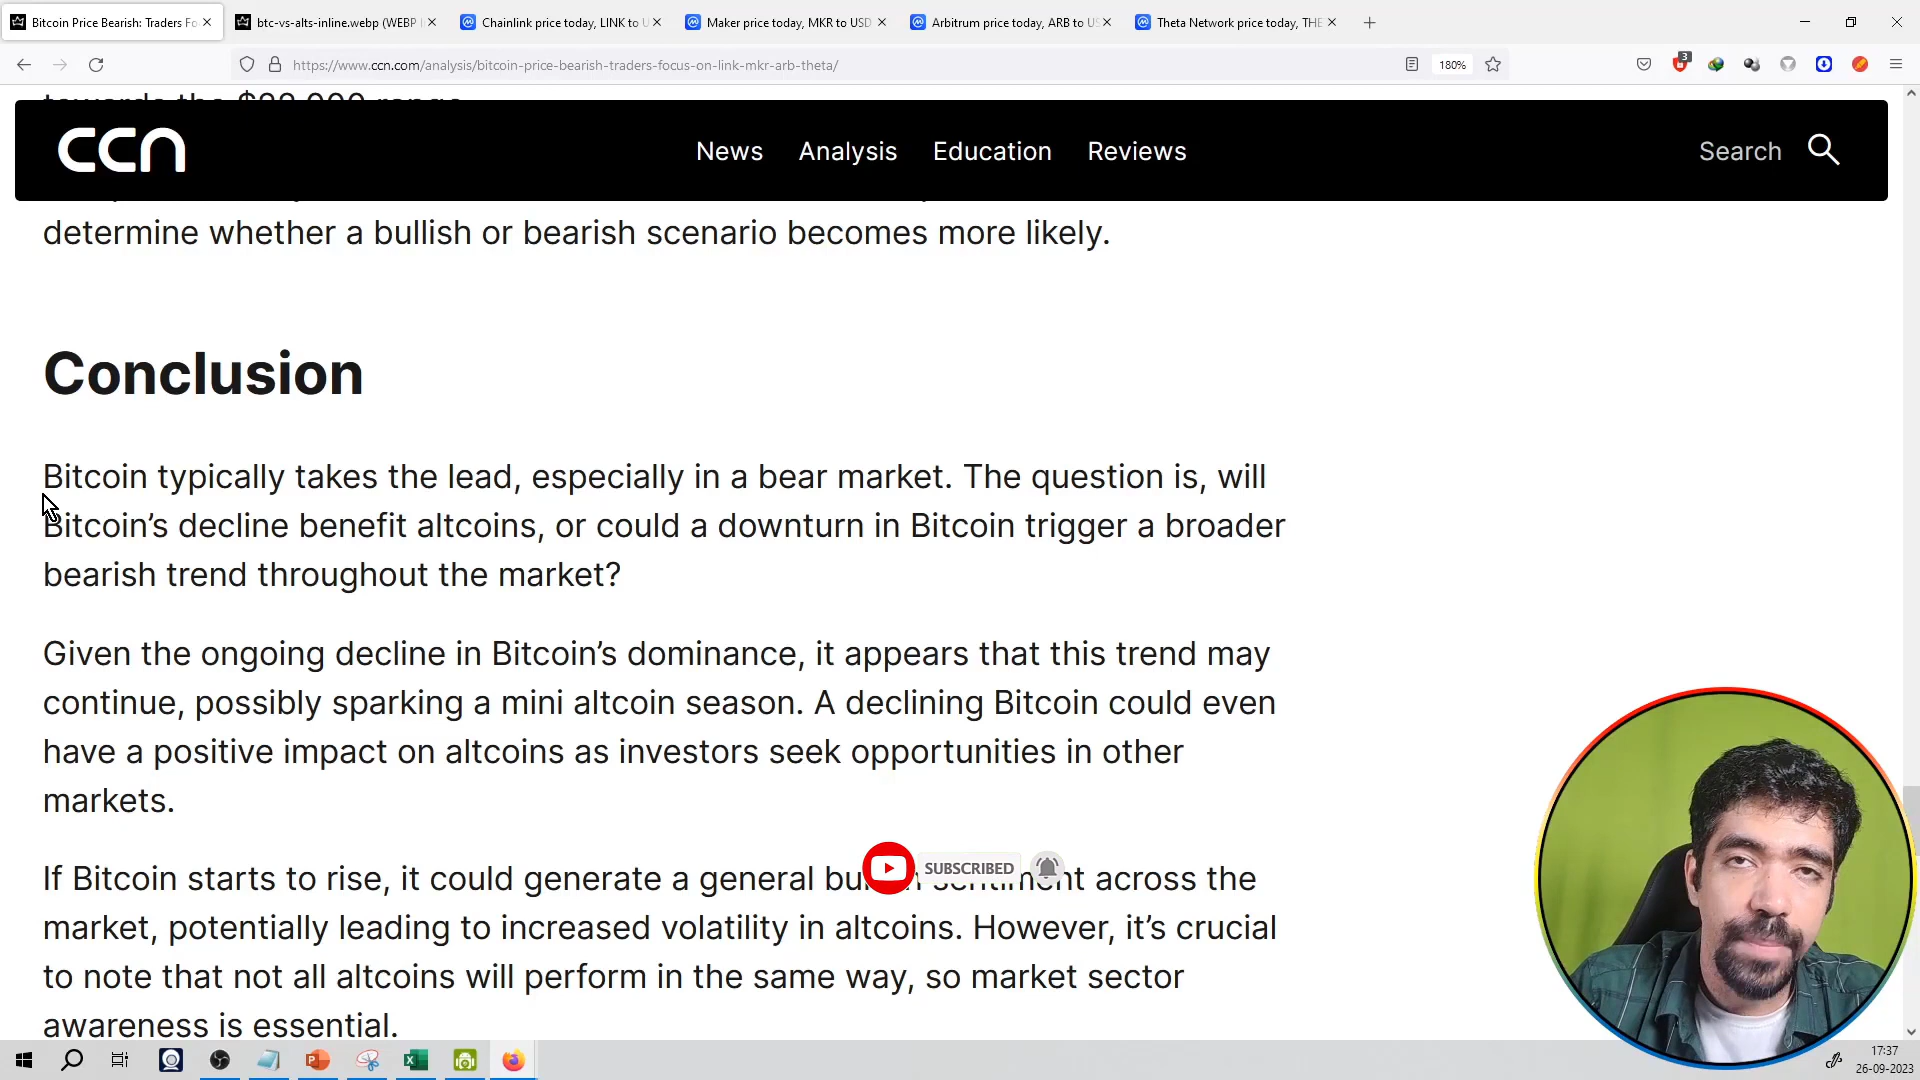 Bitcoin Price Bearish: Traders Fo
btc-vs-alts-inline.webp (WEBP
Chainlink price today, LINK to U
Maker price today, MKR to USD
Arbitrum price today, ARB to US
Theta Network price today, THE
https://www.ccn.com/analysis/bitcoin-price-bearish-traders-focus-on-link-mkr-arb-theta/
180%
3
ccn
News
Analysis
Education
Reviews
Search
determine whether a bullish or bearish scenario becomes more likely.
Conclusion
Bitcoin typically takes the lead, especially in a bear market. The question is, will
Bitcoin’s decline benefit altcoins, or could a downturn in Bitcoin trigger a broader
bearish trend throughout the market?
Given the ongoing decline in Bitcoin’s dominance, it appears that this trend may
continue, possibly sparking a mini altcoin season. A declining Bitcoin could even
have a positive impact on altcoins as investors seek opportunities in other
markets.
If Bitcoin starts to rise, it could generate a general sentiment across the
SUBSCRIBED
market, potentially leading to increased volatility in altcoins. However, it’s crucial
to note that not all altcoins will perform in the same way, so market sector
awareness is essential.
17:37
26-09-2023